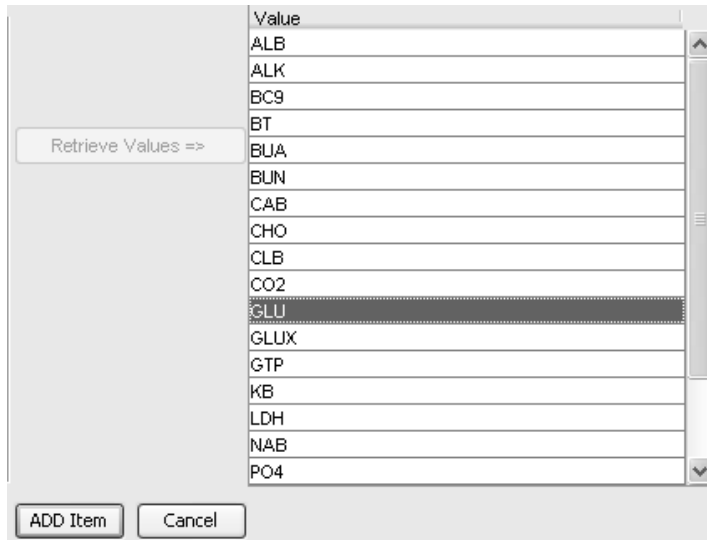 Value
ALB
ALK
BC9
BT
Retrieve Values =>
BUA
BUN
CAB
CHO
CLB
CO2
GLU
GLUX
GTP
KB
LDH
NAB
PO4
ADD Item
Cancel